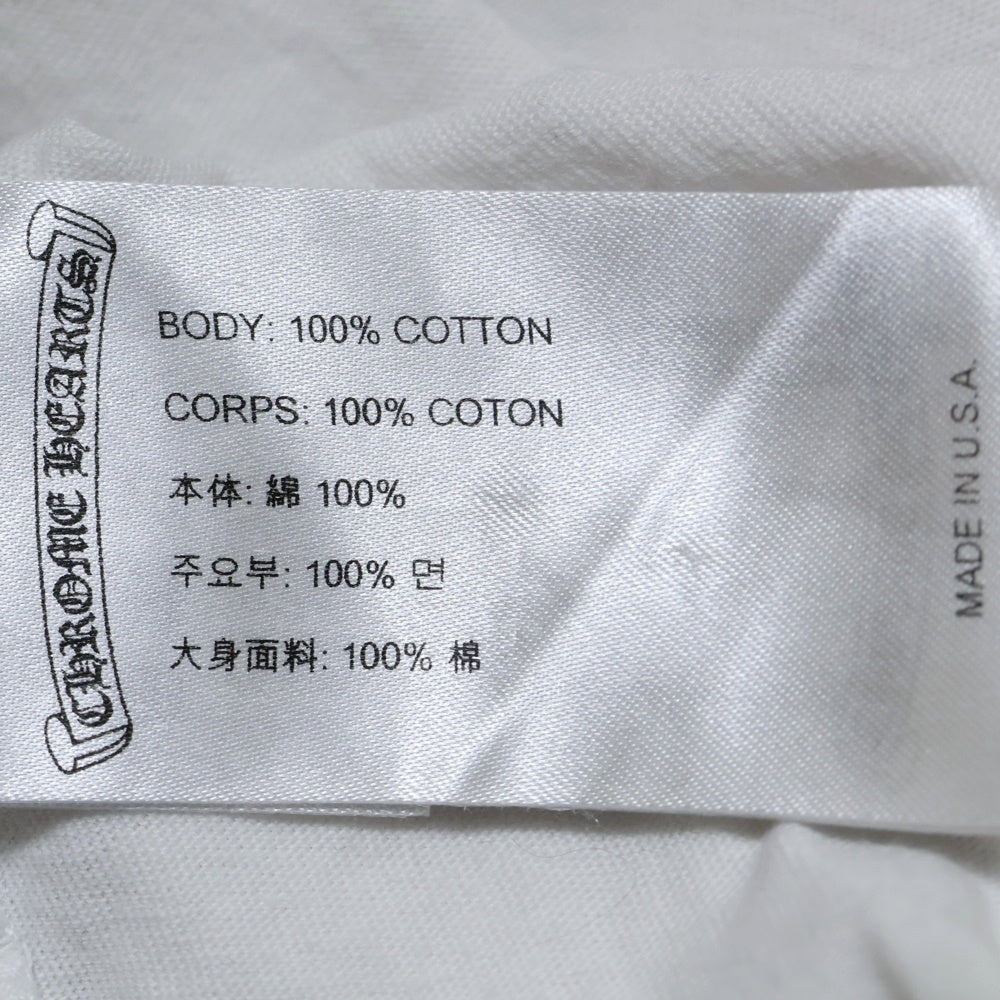 CHROME HEARTS
BODY: 100% COTTON
CORPS: 100% COTON
本体: 綿 100%
주요부: 100% 면
大身面料: 100% 棉
MADE IN U.S.A.